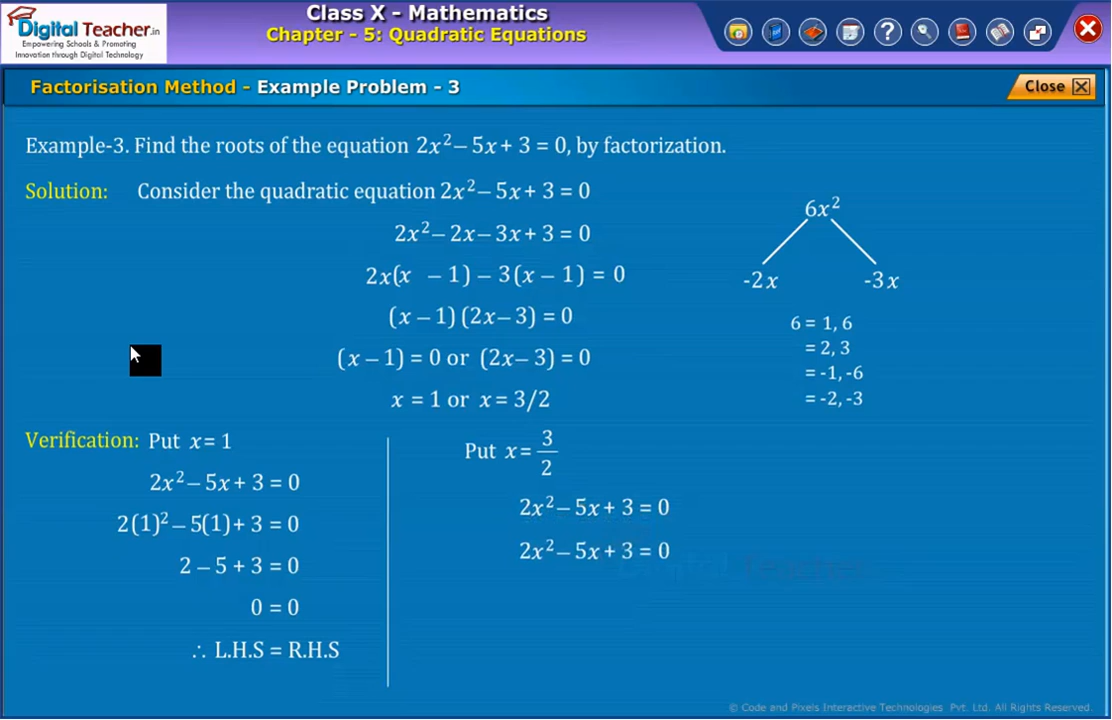 Digital Teacher.in
Empowering Schools & Promoting
Innovation through Digital Technology
Class X - Mathematics
Chapter - 5: Quadratic Equations
Factorisation Method - Example Problem - 3
Close
Example-3. Find the roots of the equation 2x² – 5x + 3 = 0, by factorization.
Solution: Consider the quadratic equation 2x² – 5x + 3 = 0
2x² – 2x – 3x + 3 = 0
2x(x – 1) – 3(x – 1) = 0
(x – 1) (2x – 3) = 0
(x – 1) = 0 or (2x – 3) = 0
x = 1 or x = 3/2
6x²
-2x -3x
6 = 1, 6
= 2, 3
= -1, -6
= -2, -3
Verification: Put x = 1
2x² – 5x + 3 = 0
2(1)² – 5(1) + 3 = 0
2 – 5 + 3 = 0
0 = 0
∴ L.H.S = R.H.S
Put x = 3/2
2x² – 5x + 3 = 0
2x² – 5x + 3 = 0
Digital Teacher
© Code and Pixels Interactive Technologies Pvt. Ltd. All Rights Reserved.